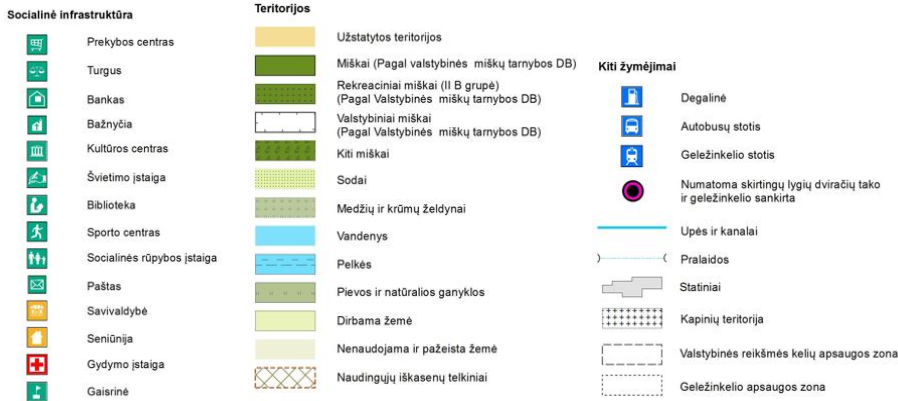 Socialinė infrastruktūra
Prekybos centras
Turgus
Bankas
Bažnyčia
Kultūros centras
Švietimo įstaiga
Biblioteka
Sporto centras
Socialinės rūpybos įstaiga
Paštas
Savivaldybė
Seniūnija
Gydymo įstaiga
Gaisrinė
Teritorijos
Užstatytos teritorijos
Miškai (Pagal valstybinės miškų tarnybos DB)
Rekreaciniai miškai (II B grupė)
(Pagal Valstybinės miškų tarnybos DB)
Valstybiniai miškai
(Pagal Valstybinės miškų tarnybos DB)
Kiti miškai
Sodai
Medžių ir krūmų želdynai
Vandenys
Pelkės
Pievos ir natūralios ganyklos
Dirbama žemė
Nenaudojama ir pažeista žemė
Naudingųjų iškasenų telkiniai
Kiti žymėjimai
Degalinė
Autobusų stotis
Geležinkelio stotis
Numatoma skirtingų lygių dviračių tako
ir geležinkelio sankirta
Upės ir kanalai
Pralaidos
Statiniai
Kapinių teritorija
Valstybinės reikšmės kelių apsaugos zona
Geležinkelio apsaugos zona